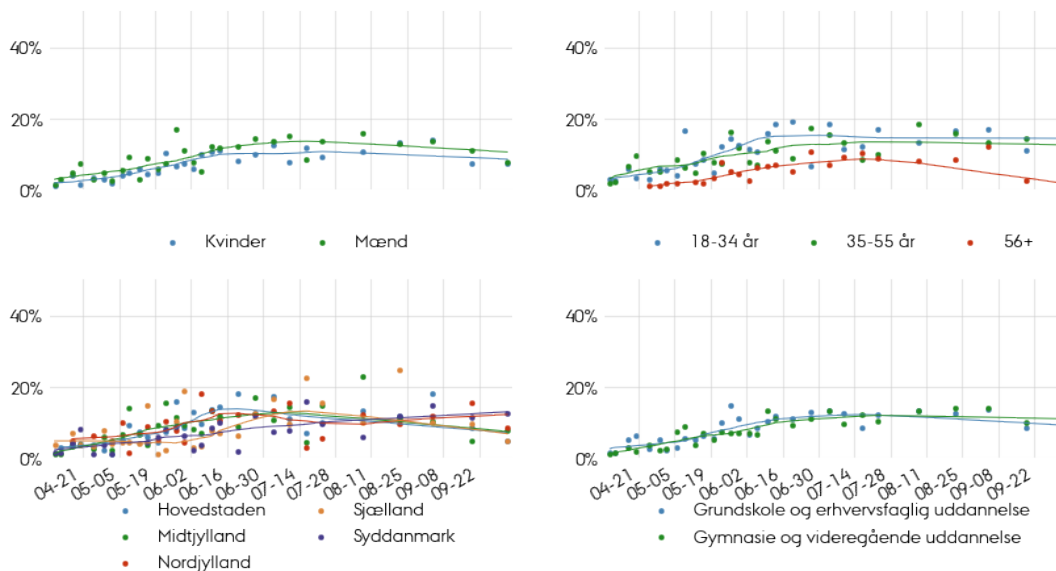 40%
20%
0%
Kvinder Mænd
40%
20%
0%
18-34 år 35-55 år 56+
40%
20%
0%
04-21 05-05 05-19 06-02 06-16 06-30 07-14 07-28 08-11 08-25 09-08 09-22
Hovedstaden Sjælland
Midtjylland Syddanmark
Nordjylland
40%
20%
0%
04-21 05-05 05-19 06-02 06-16 06-30 07-14 07-28 08-11 08-25 09-08 09-22
Grundskole og erhvervsfaglig uddannelse
Gymnasie og videregående uddannelse